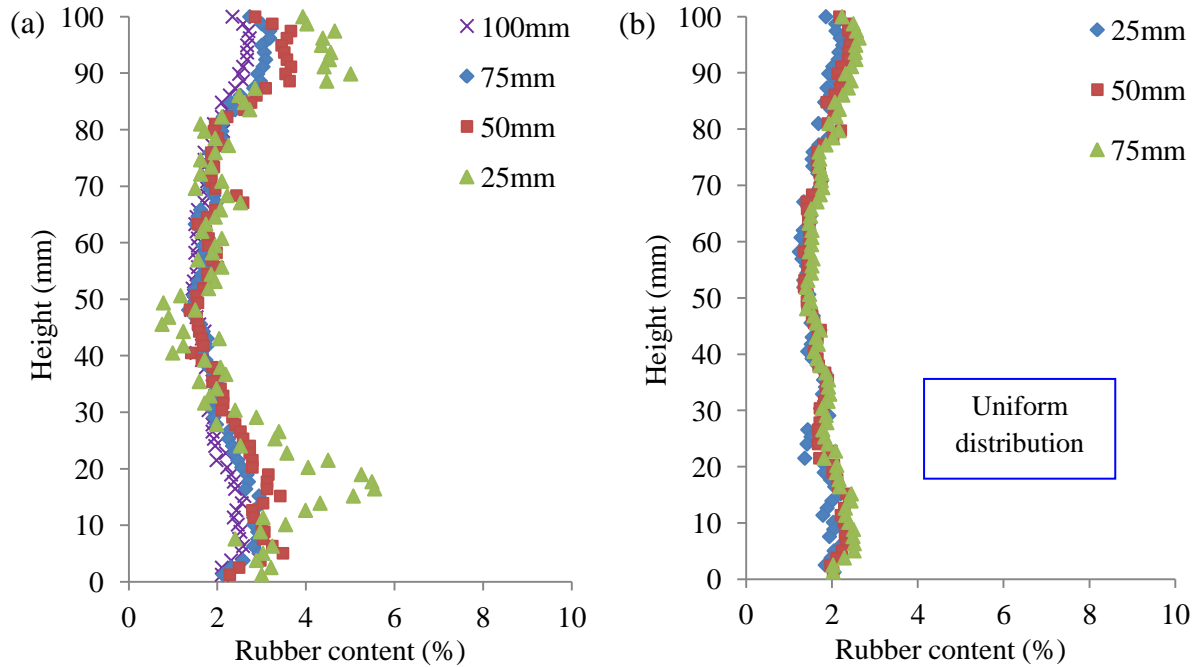 (a)
Height (mm)
100
90
80
70
60
50
40
30
20
10
0
0 2 4 6 8 10
Rubber content (%)
100mm
75mm
50mm
25mm
(b)
Height (mm)
100
90
80
70
60
50
40
30
20
10
0
0 2 4 6 8 10
Rubber content (%)
25mm
50mm
75mm
Uniform
distribution